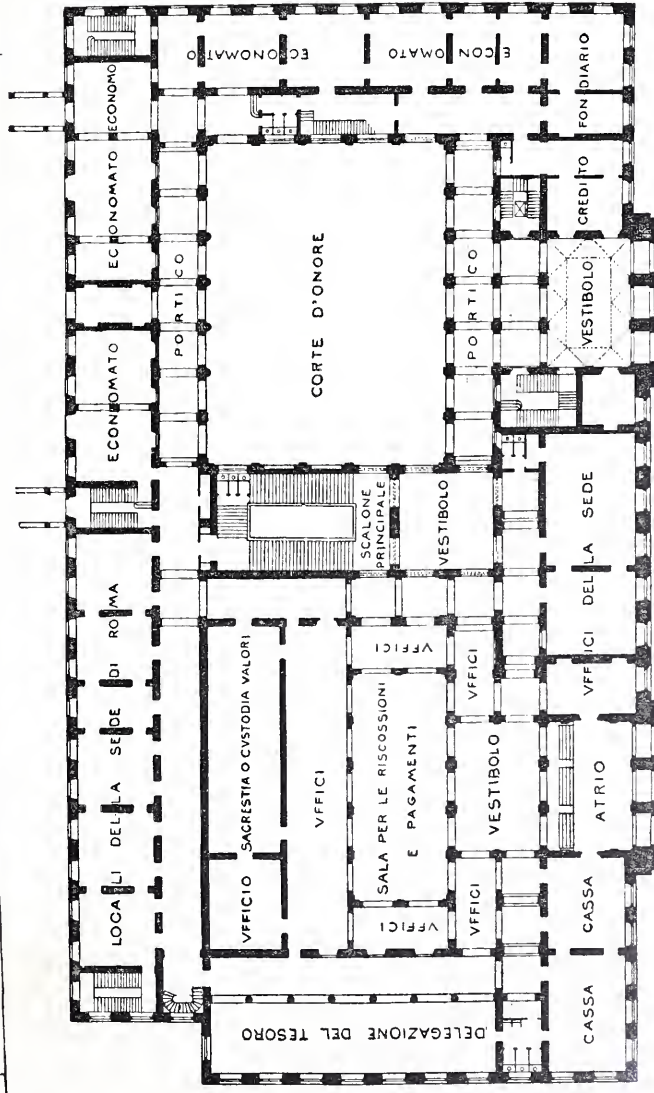 ECONOMATO
ECONOMATO
FONDIARIO
CREDITO
ECONOMO
ECONOMATO
ECONOMATO
PORTICO
CORTE D'ONORE
PORTICO
VESTIBOLO
SCALONE
PRINCIPALE
VESTIBOLO
LOCALI DELLA SEDE DI ROMA
SACRESTIA O CVSTODIA VALORI
VFFICIO
VFFICI
VFFICI
SALA PER LE RISCOSSIONI
E PAGAMENTI
VFFICI
VFFICI
VESTIBOLO
VFFICI
VFFICI DELLA SEDE
ATRIO
CASSA
CASSA
DELEGAZIONE DEL TESORO